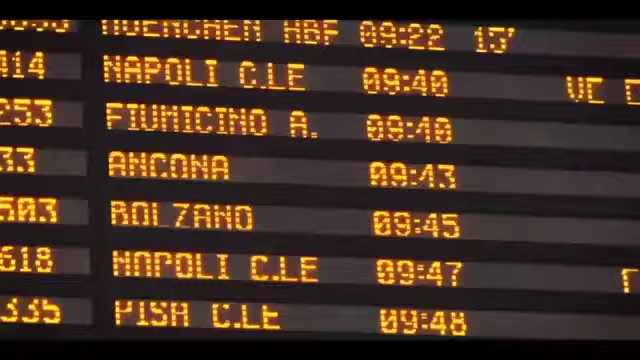 MUENCHEN HBF 09:22 15'
414 NAPOLI C.LE 09:40
253 FIUMICINO A. 09:40
33 ANCONA 09:43
503 BOLZANO 09:45
618 NAPOLI C.LE 09:47
335 PISA C.LE 09:48